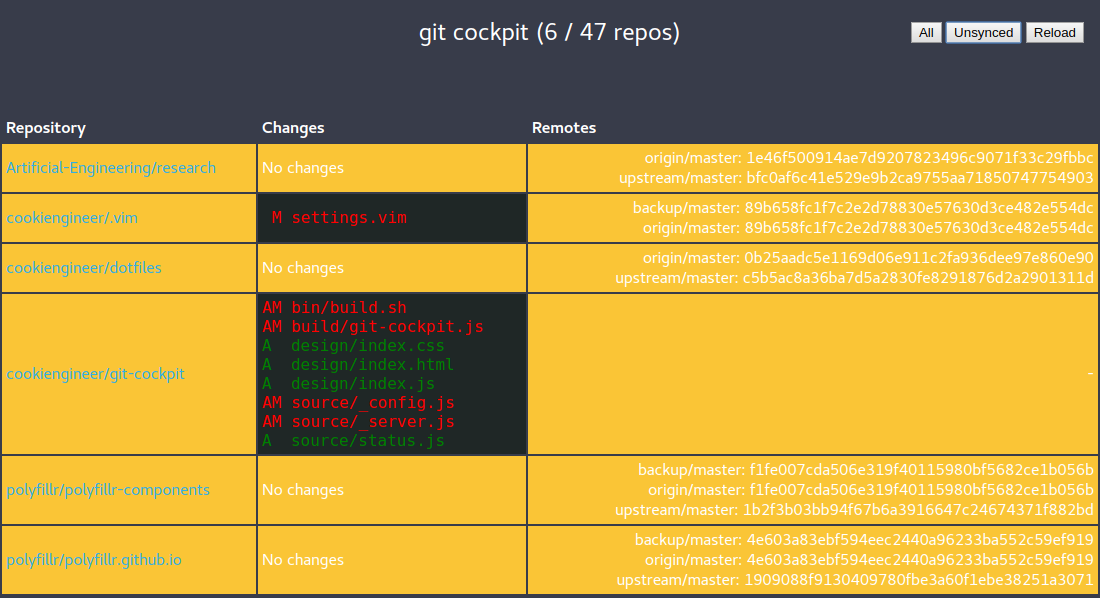 git cockpit (6 / 47 repos)
All Unsynced Reload
Repository Changes Remotes
Artificial-Engineering/research
No changes
origin/master: 1e46f500914ae7d9207823496c9071f33c29fbbc
upstream/master: bfc0af6c41e529e9b2ca9755aa71850747754903
cookiengineer/.vim
M settings.vim
backup/master: 89b658fc1f7c2e2d78830e57630d3ce482e554dc
origin/master: 89b658fc1f7c2e2d78830e57630d3ce482e554dc
cookiengineer/dotfiles
No changes
origin/master: 0b25aadc5e1169d06e911c2fa936dee97e860e90
upstream/master: c5b5ac8a36ba7d5a2830fe8291876d2a2901311d
cookiengineer/git-cockpit
AM bin/build.sh
AM build/git-cockpit.js
A design/index.css
A design/index.html
A design/index.js
AM source/_config.js
AM source/_server.js
A source/status.js
-
polyfillr/polyfillr-components
No changes
backup/master: f1fe007cda506e319f40115980bf5682ce1b056b
origin/master: f1fe007cda506e319f40115980bf5682ce1b056b
upstream/master: 1b2f3b03bb94f67b6a3916647c24674371f882bd
polyfillr/polyfillr.github.io
No changes
backup/master: 4e603a83ebf594eec2440a96233ba552c59ef919
origin/master: 4e603a83ebf594eec2440a96233ba552c59ef919
upstream/master: 1909088f9130409780fbe3a60f1ebe38251a3071